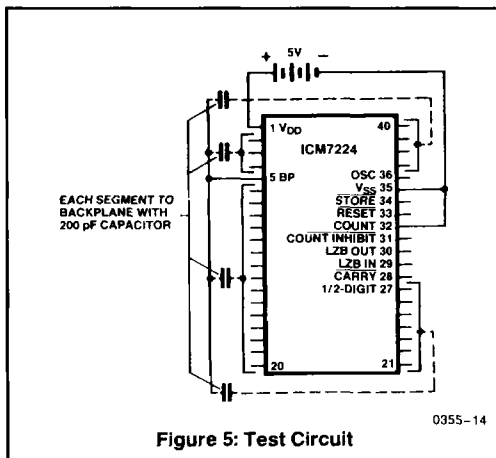 + 5V −
1 VDD
40
ICM7224
5 BP
OSC 36
VSS 35
STORE 34
RESET 33
COUNT 32
COUNT INHIBIT 31
LZB OUT 30
LZB IN 29
CARRY 28
1/2-DIGIT 27
20
21
EACH SEGMENT TO
BACKPLANE WITH
200 pF CAPACITOR
0355-14
Figure 5: Test Circuit